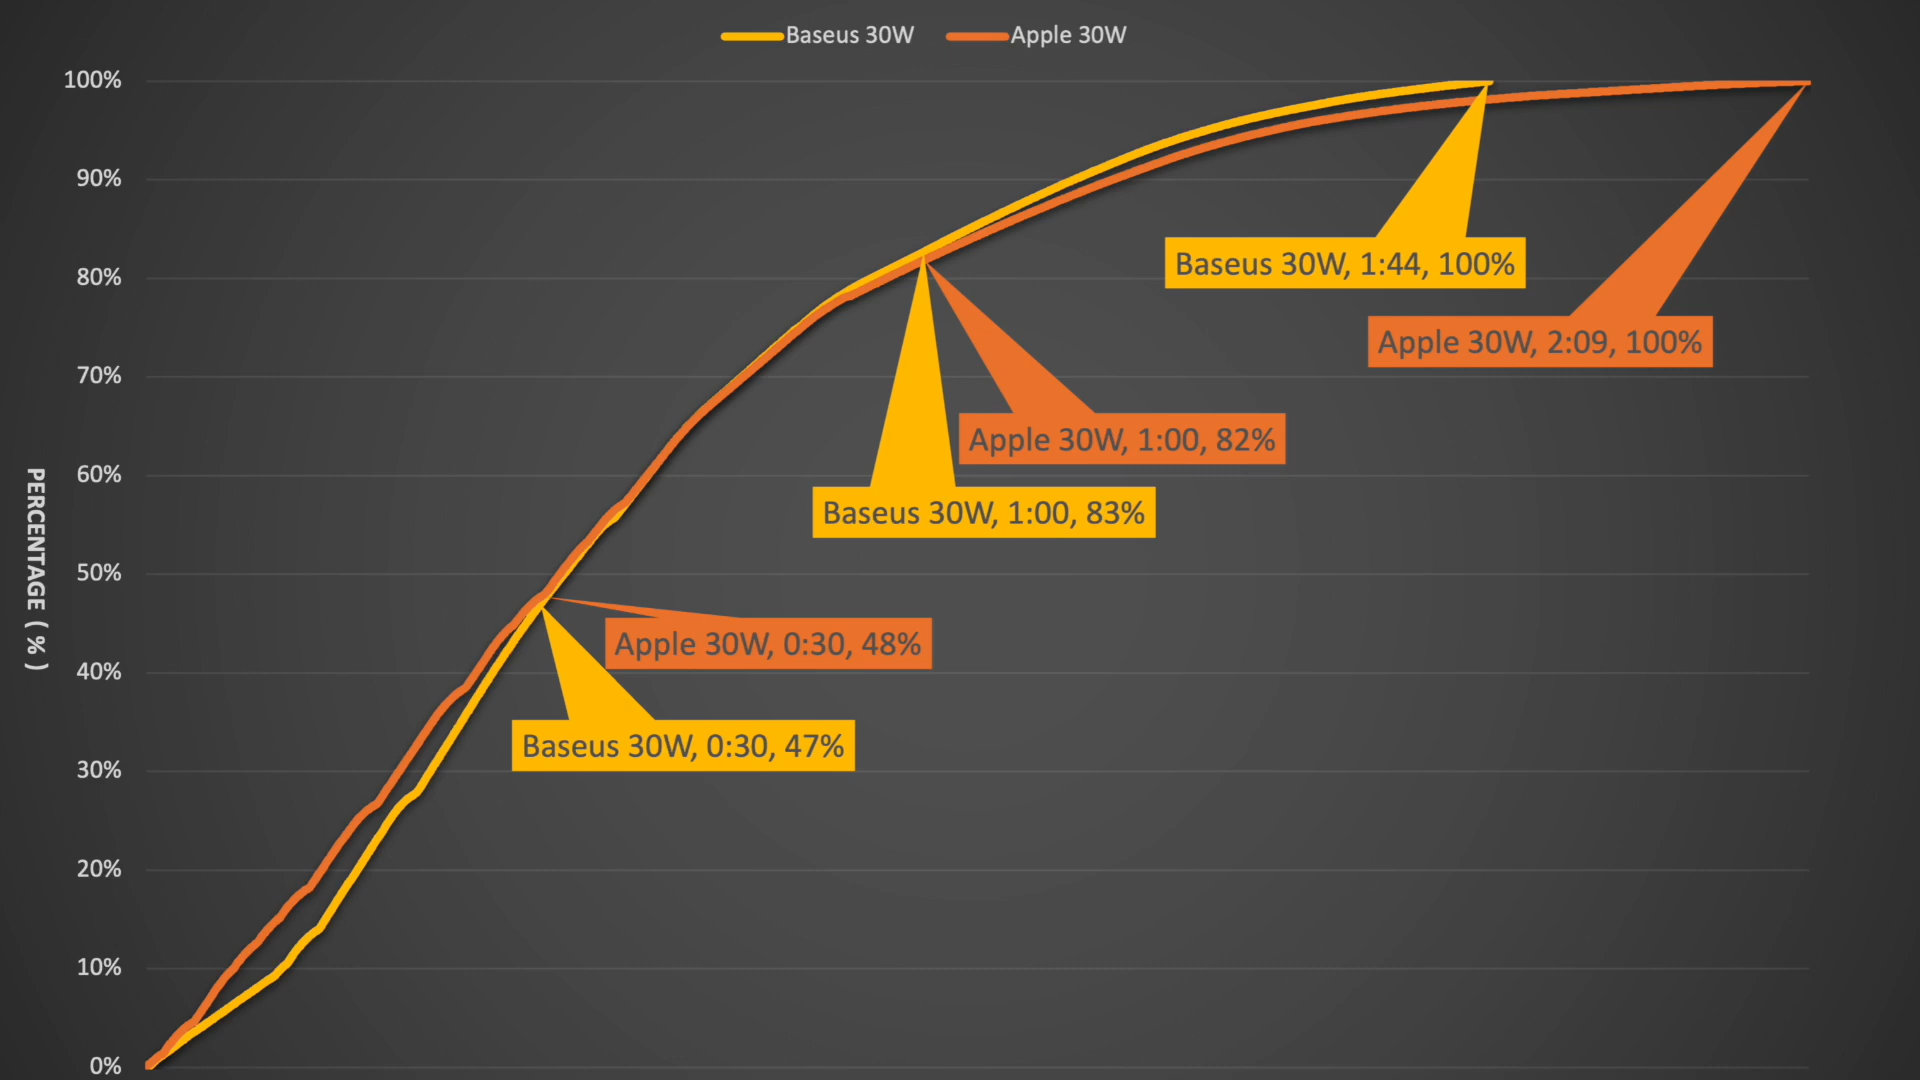 Baseus 30W Apple 30W
100%
90%
80%
70%
60%
50%
40%
30%
20%
10%
0%
PERCENTAGE ( % )
Baseus 30W, 1:44, 100%
Apple 30W, 2:09, 100%
Apple 30W, 1:00, 82%
Baseus 30W, 1:00, 83%
Apple 30W, 0:30, 48%
Baseus 30W, 0:30, 47%